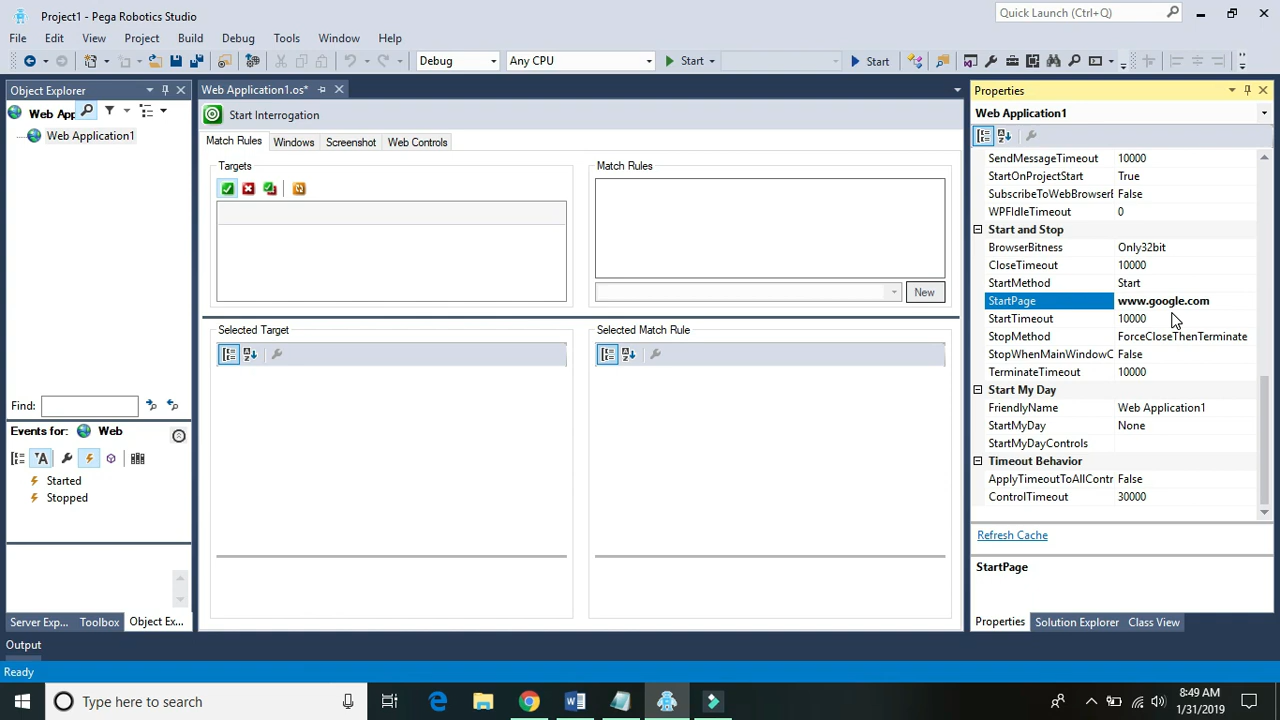 Project1 - Pega Robotics Studio
Quick Launch (Ctrl+Q)
File Edit View Project Build Debug Tools Window Help
Debug Any CPU Start Start
Object Explorer
Web App
Web Application1
Find:
Events for: Web
Started
Stopped
Server Exp... Toolbox Object Ex...
Web Application1.os*
Start Interrogation
Match Rules Windows Screenshot Web Controls
Targets
Match Rules
New
Selected Target
Selected Match Rule
Properties
Web Application1
SendMessageTimeout 10000
StartOnProjectStart True
SubscribeToWebBrowserE False
WPFIdleTimeout 0
Start and Stop
BrowserBitness Only32bit
CloseTimeout 10000
StartMethod Start
StartPage www.google.com
StartTimeout 10000
StopMethod ForceCloseThenTerminate
StopWhenMainWindowC False
TerminateTimeout 10000
Start My Day
FriendlyName Web Application1
StartMyDay None
StartMyDayControls
Timeout Behavior
ApplyTimeoutToAllContr False
ControlTimeout 30000
Refresh Cache
StartPage
Properties Solution Explorer Class View
Output
Ready
Type here to search
8:49 AM
1/31/2019